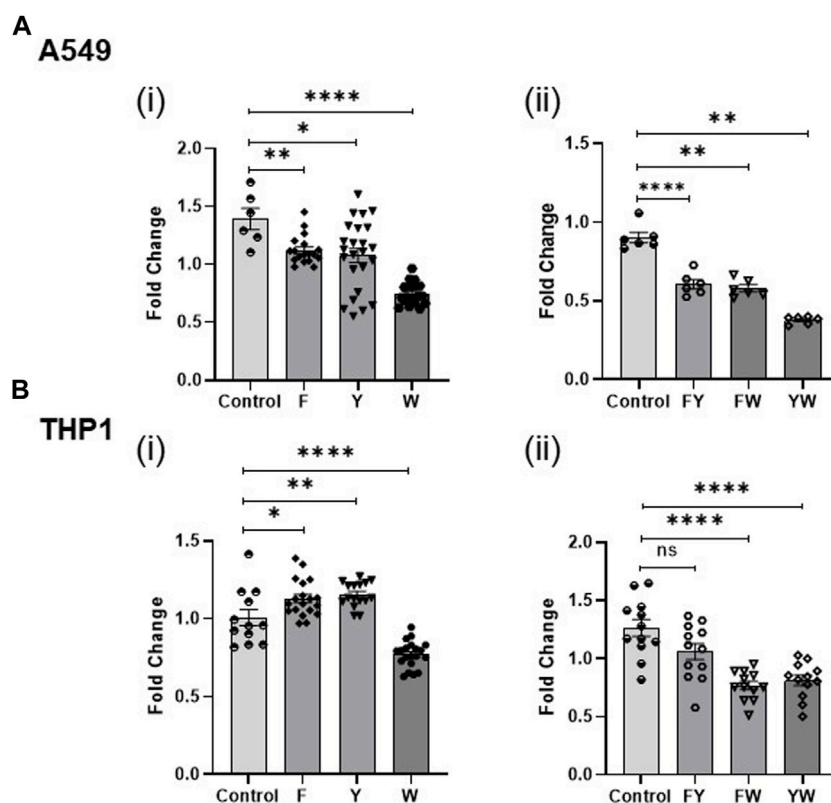 A
A549
(i)
****
*
**
Fold Change
2.0
1.5
1.0
0.5
0.0
Control F Y W
(ii)
**
**
****
Fold Change
1.5
1.0
0.5
0.0
Control FY FW YW
B
THP1
(i)
****
**
*
Fold Change
1.5
1.0
0.5
0.0
Control F Y W
(ii)
****
****
ns
Fold Change
2.0
1.5
1.0
0.5
0.0
Control FY FW YW